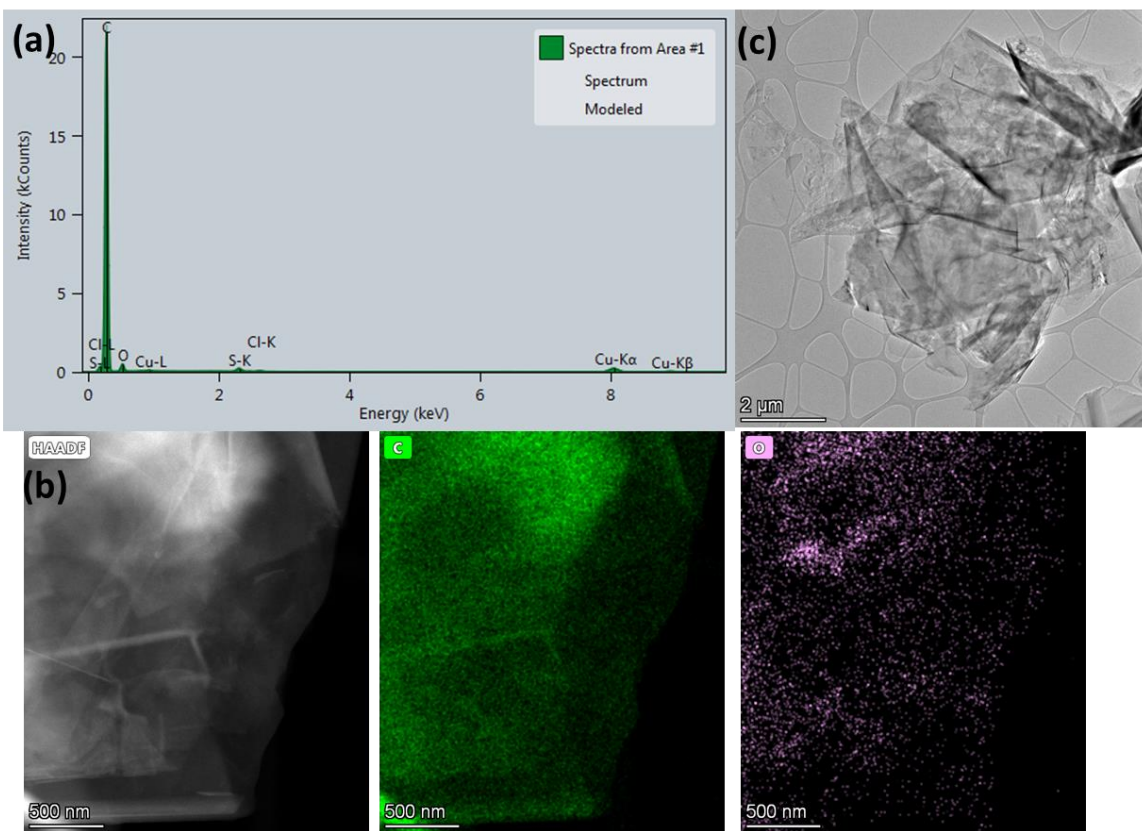 (a)
C
20
15
10
5
0
Intensity (kCounts)
Spectra from Area #1
Spectrum
Modeled
Cl-L
S-L
O
Cu-L
S-K
Cl-K
Cu-Kα
Cu-Kβ
0 2 4 6 8
Energy (keV)
(c)
2 µm
HAADF
(b)
500 nm
C
500 nm
O
500 nm